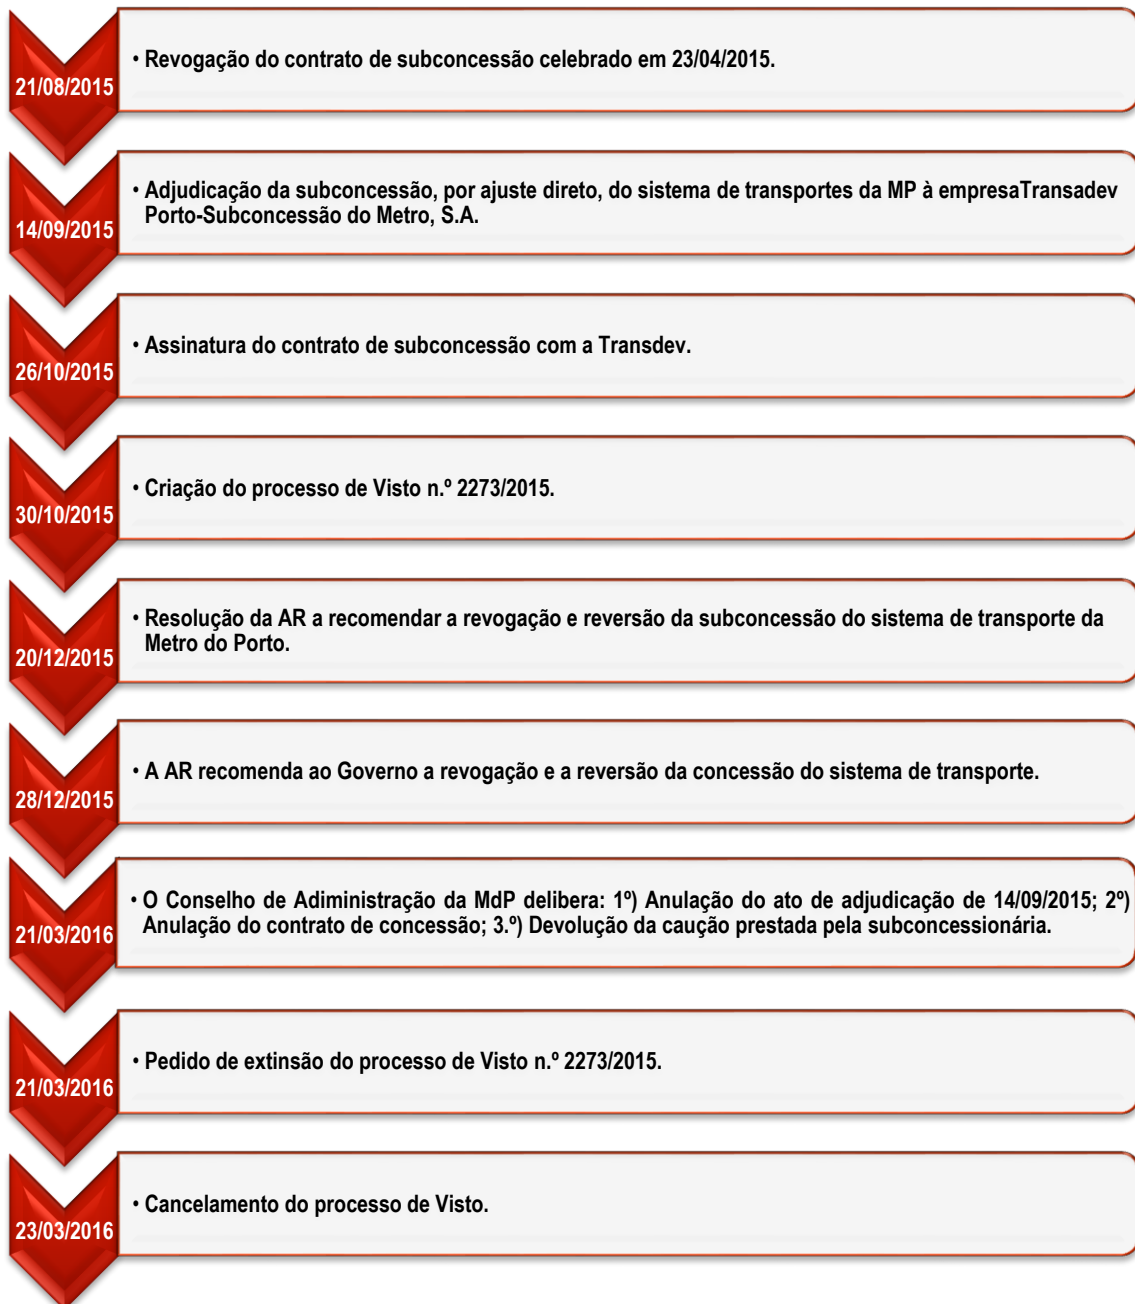 21/08/2015
• Revogação do contrato de subconcessão celebrado em 23/04/2015.
14/09/2015
• Adjudicação da subconcessão, por ajuste direto, do sistema de transportes da MP à empresaTransadev
Porto-Subconcessão do Metro, S.A.
26/10/2015
• Assinatura do contrato de subconcessão com a Transdev.
30/10/2015
• Criação do processo de Visto n.º 2273/2015.
20/12/2015
• Resolução da AR a recomendar a revogação e reversão da subconcessão do sistema de transporte da
Metro do Porto.
28/12/2015
• A AR recomenda ao Governo a revogação e a reversão da concessão do sistema de transporte.
21/03/2016
• O Conselho de Adiministração da MdP delibera: 1º) Anulação do ato de adjudicação de 14/09/2015; 2º)
Anulação do contrato de concessão; 3.º) Devolução da caução prestada pela subconcessionária.
21/03/2016
• Pedido de extinsão do processo de Visto n.º 2273/2015.
23/03/2016
• Cancelamento do processo de Visto.